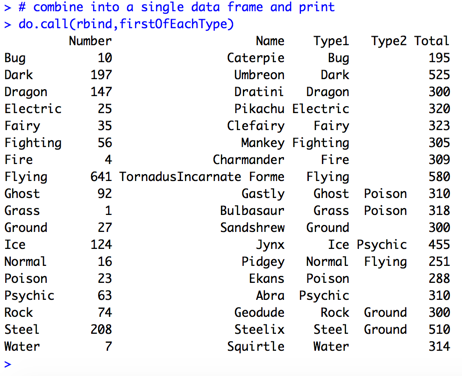 > # combine into a single data frame and print
> do.call(rbind,firstOfEachType)
Number Name Type1 Type2 Total
Bug 10 Caterpie Bug 195
Dark 197 Umbreon Dark 525
Dragon 147 Dratini Dragon 300
Electric 25 Pikachu Electric 320
Fairy 35 Clefairy Fairy 323
Fighting 56 Mankey Fighting 305
Fire 4 Charmander Fire 309
Flying 641 TornadusIncarnate Forme Flying 580
Ghost 92 Gastly Ghost Poison 310
Grass 1 Bulbasaur Grass Poison 318
Ground 27 Sandshrew Ground 300
Ice 124 Jynx Ice Psychic 455
Normal 16 Pidgey Normal Flying 251
Poison 23 Ekans Poison 288
Psychic 63 Abra Psychic 310
Rock 74 Geodude Rock Ground 300
Steel 208 Steelix Steel Ground 510
Water 7 Squirtle Water 314
>